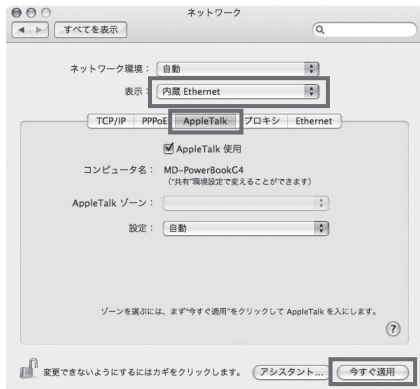 ネットワーク
すべてを表示
ネットワーク環境： 自動
表示： 内蔵 Ethernet
TCP/IP PPPoE AppleTalk プロキシ Ethernet
AppleTalk 使用
コンピュータ名： MD-PowerBookG4
（“共有”環境設定で変えることができます）
AppleTalk ゾーン：
設定： 自動
ゾーンを選ぶには、まず“今すぐ適用”をクリックして AppleTalk を入にします。
?
変更できないようにするにはカギをクリックします。 アシスタント... 今すぐ適用